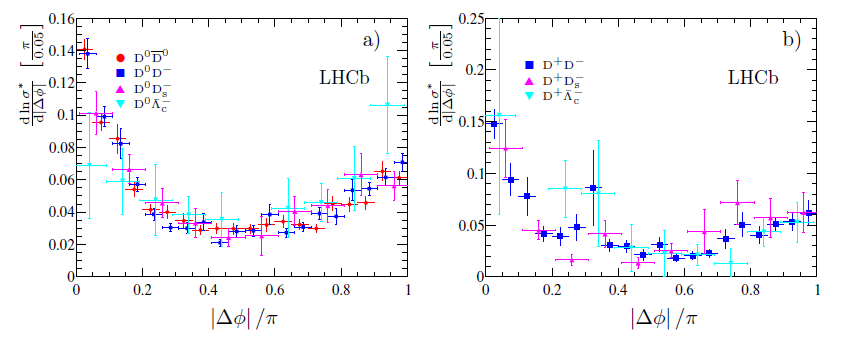 a)
LHCb
D⁰D̅⁰
D⁰D⁻
D⁰Dₛ⁻
D⁰Λ̄c⁻
d ln σ* / d|Δϕ| [π / 0.05]
0.16
0.14
0.12
0.1
0.08
0.06
0.04
0.02
0
0 0.2 0.4 0.6 0.8 1
|Δϕ| /π
b)
LHCb
D⁺D⁻
D⁺Dₛ⁻
D⁺Λ̄c⁻
d ln σ* / d|Δϕ| [π / 0.05]
0.25
0.2
0.15
0.1
0.05
0
0 0.2 0.4 0.6 0.8 1
|Δϕ| /π